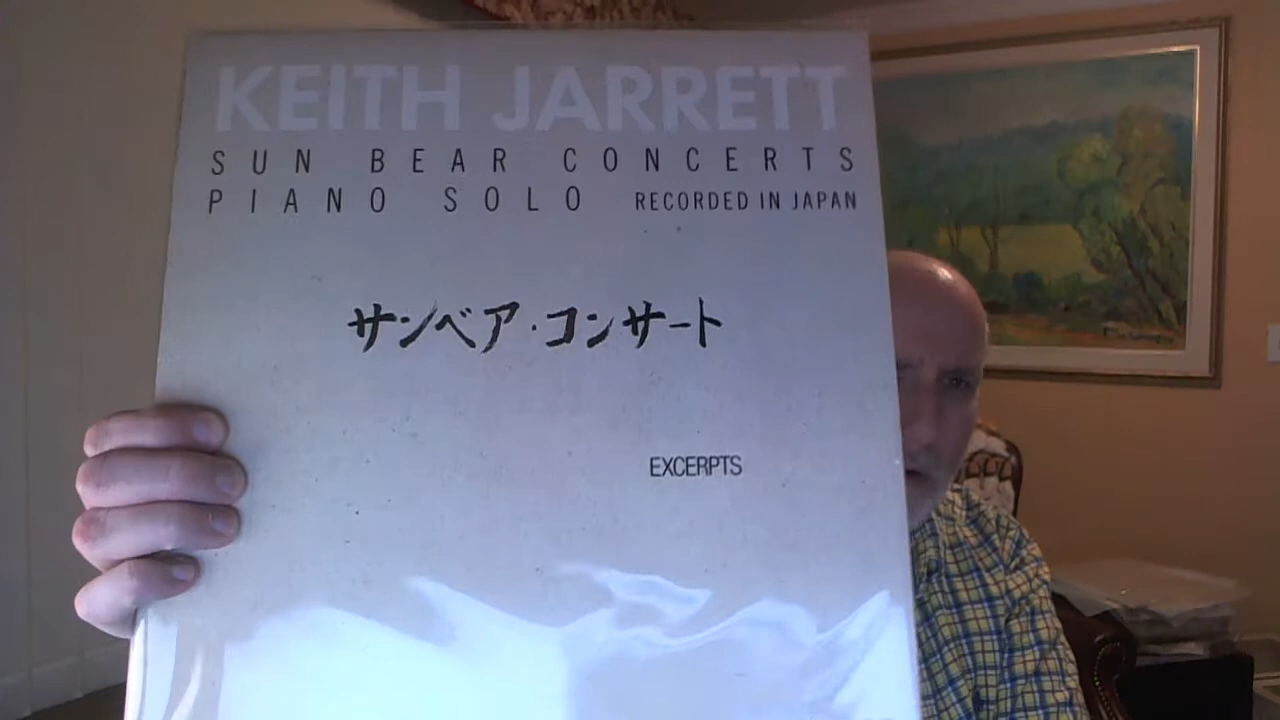 KEITH JARRETT
SUN BEAR CONCERTS
PIANO SOLO RECORDED IN JAPAN
サンベア・コンサート
EXCERPTS